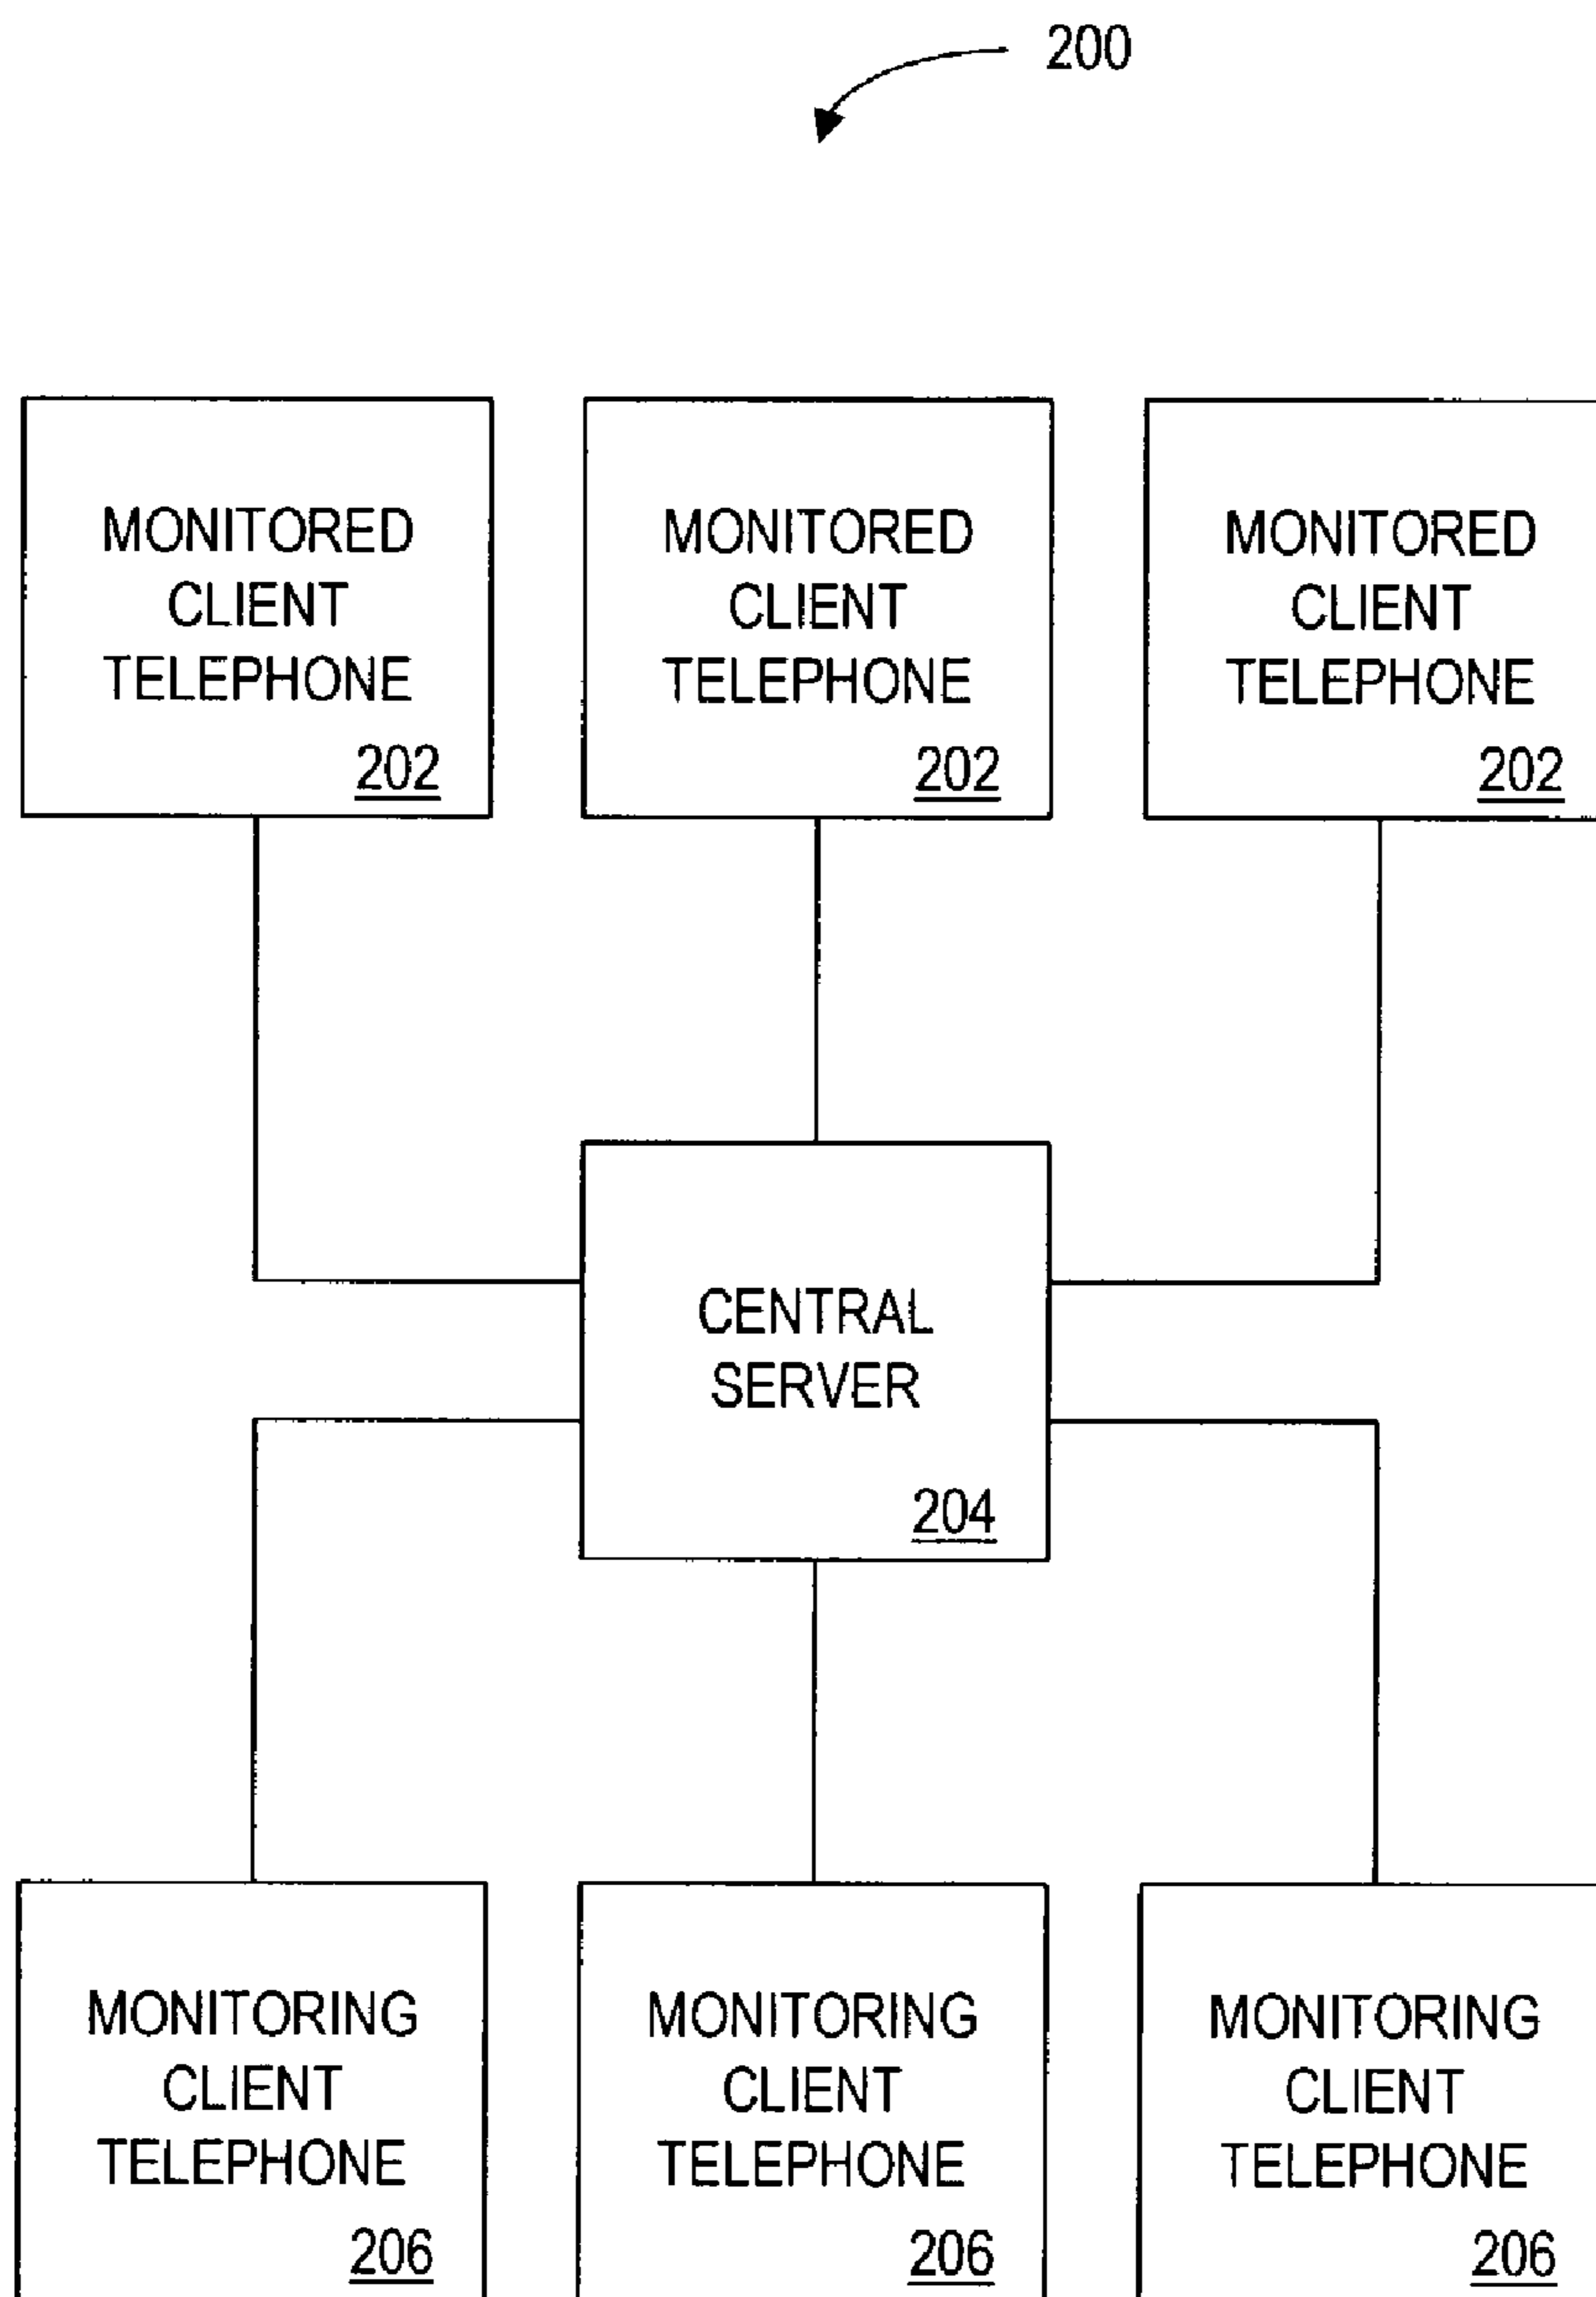 200
MONITORED
CLIENT
TELEPHONE
202
MONITORED
CLIENT
TELEPHONE
202
MONITORED
CLIENT
TELEPHONE
202
CENTRAL
SERVER
204
MONITORING
CLIENT
TELEPHONE
206
MONITORING
CLIENT
TELEPHONE
206
MONITORING
CLIENT
TELEPHONE
206